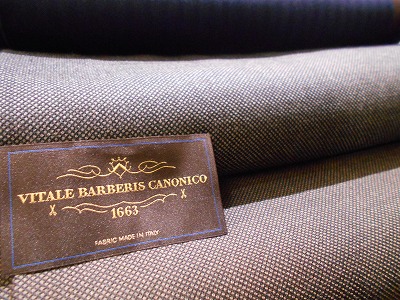 VITALE BARBERIS CANONICO
1663
FABRIC MADE IN ITALY